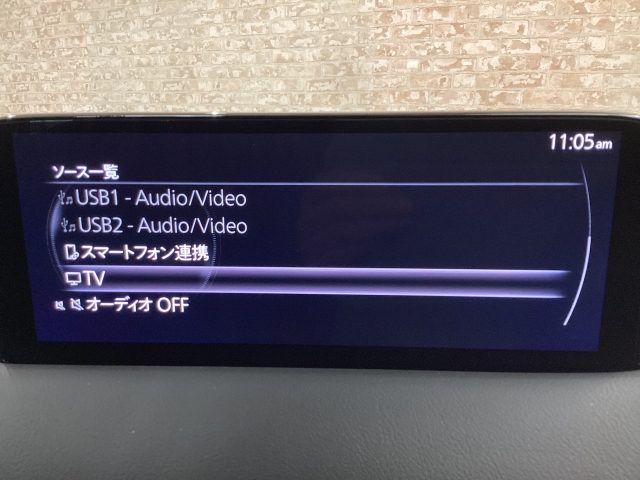 11:05am
ソース一覧
USB1 - Audio/Video
USB2 - Audio/Video
スマートフォン連携
TV
オーディオ OFF